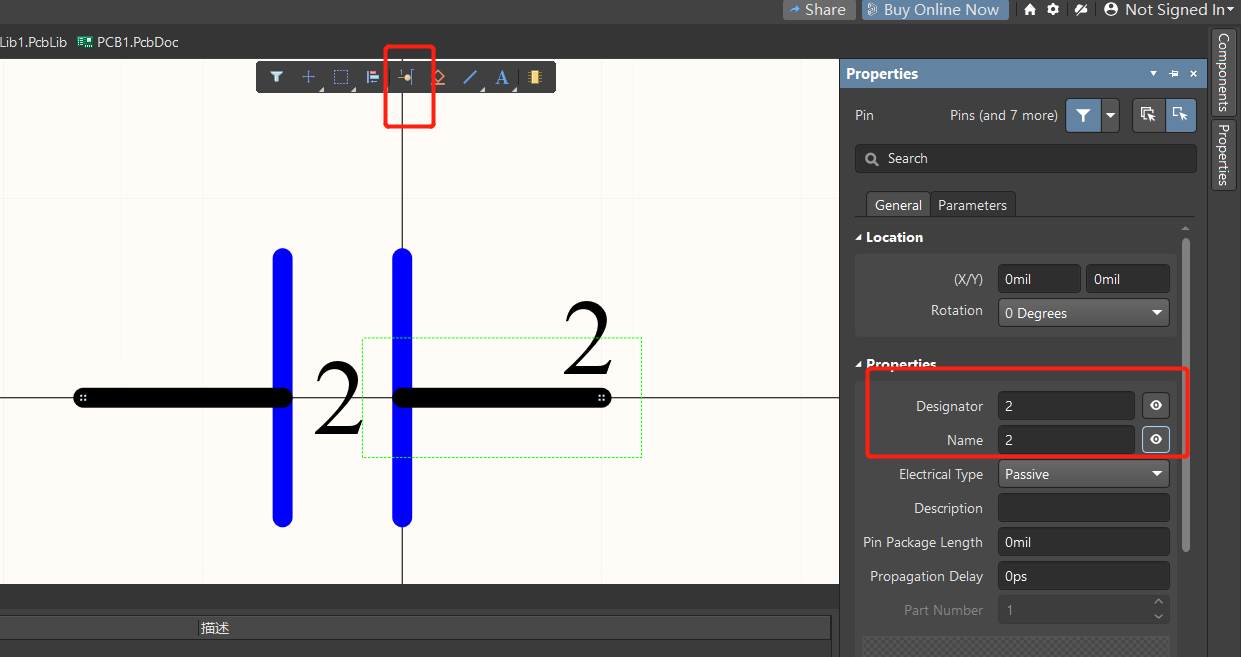 Share Buy Online Now Not Signed In
Lib1.PcbLib PCB1.PcbDoc
Components
Properties
Properties
Pin Pins (and 7 more)
Search
General Parameters
Location
(X/Y) 0mil 0mil
Rotation 0 Degrees
Properties
Designator 2
Name 2
Electrical Type Passive
Description
Pin Package Length 0mil
Propagation Delay 0ps
Part Number 1
1
A
2
2
描述